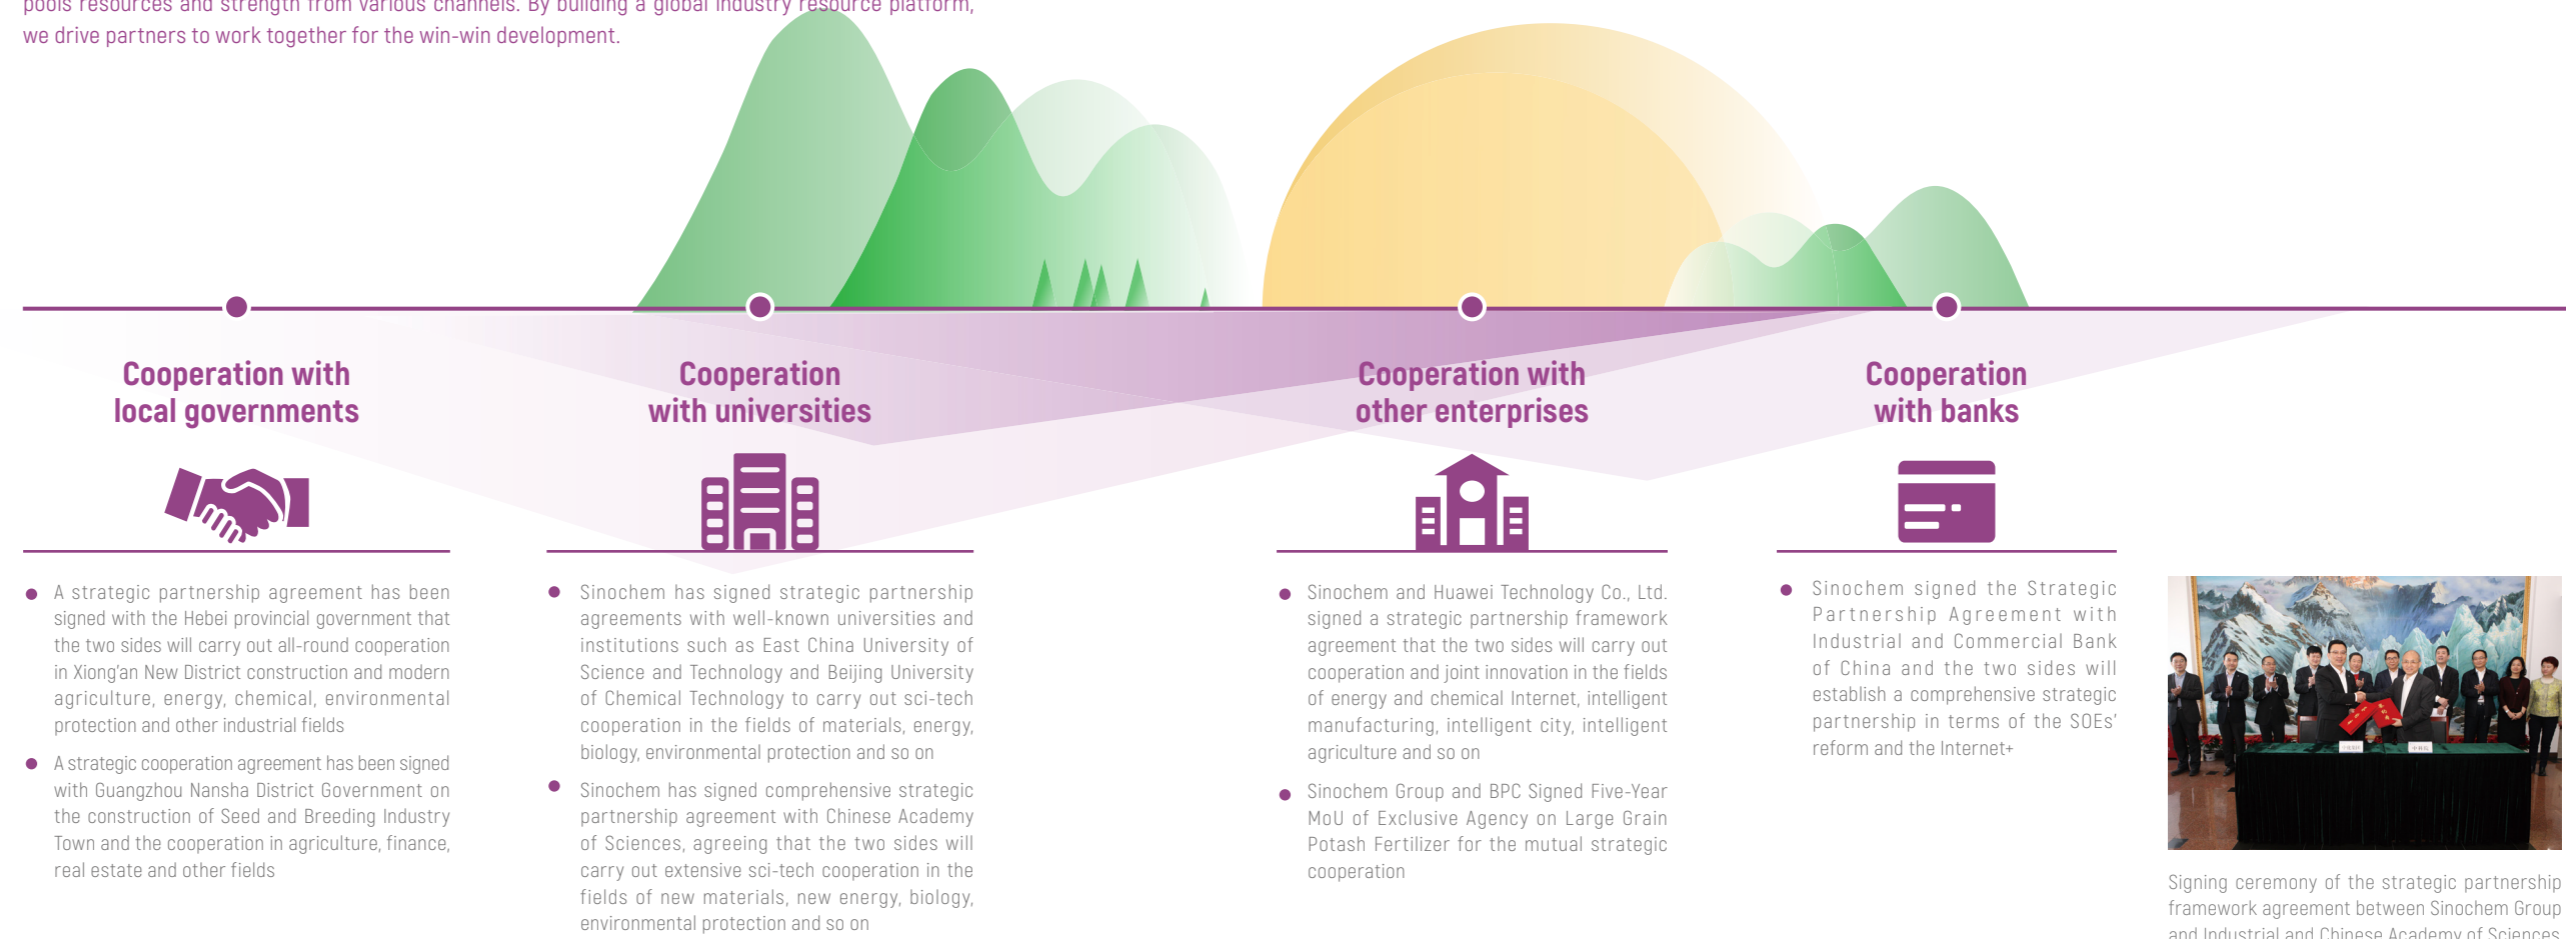 pools resources and strength from various channels. By building a global industry resource platform,
we drive partners to work together for the win-win development.
Cooperation with
local governments
A strategic partnership agreement has been
signed with the Hebei provincial government that
the two sides will carry out all-round cooperation
in Xiong'an New District construction and modern
agriculture, energy, chemical, environmental
protection and other industrial fields
A strategic cooperation agreement has been signed
with Guangzhou Nansha District Government on
the construction of Seed and Breeding Industry
Town and the cooperation in agriculture, finance,
real estate and other fields
Cooperation
with universities
Sinochem has signed strategic partnership
agreements with well-known universities and
institutions such as East China University of
Science and Technology and Beijing University
of Chemical Technology to carry out sci-tech
cooperation in the fields of materials, energy,
biology, environmental protection and so on
Sinochem has signed comprehensive strategic
partnership agreement with Chinese Academy
of Sciences, agreeing that the two sides will
carry out extensive sci-tech cooperation in the
fields of new materials, new energy, biology,
environmental protection and so on
Cooperation with
other enterprises
Sinochem and Huawei Technology Co., Ltd.
signed a strategic partnership framework
agreement that the two sides will carry out
cooperation and joint innovation in the fields
of energy and chemical Internet, intelligent
manufacturing, intelligent city, intelligent
agriculture and so on
Sinochem Group and BPC Signed Five-Year
MoU of Exclusive Agency on Large Grain
Potash Fertilizer for the mutual strategic
cooperation
Cooperation
with banks
Sinochem signed the Strategic
Partnership Agreement with
Industrial and Commercial Bank
of China and the two sides will
establish a comprehensive strategic
partnership in terms of the SOEs'
reform and the Internet+
Signing ceremony of the strategic partnership
framework agreement between Sinochem Group
and Industrial and Chinese Academy of Sciences